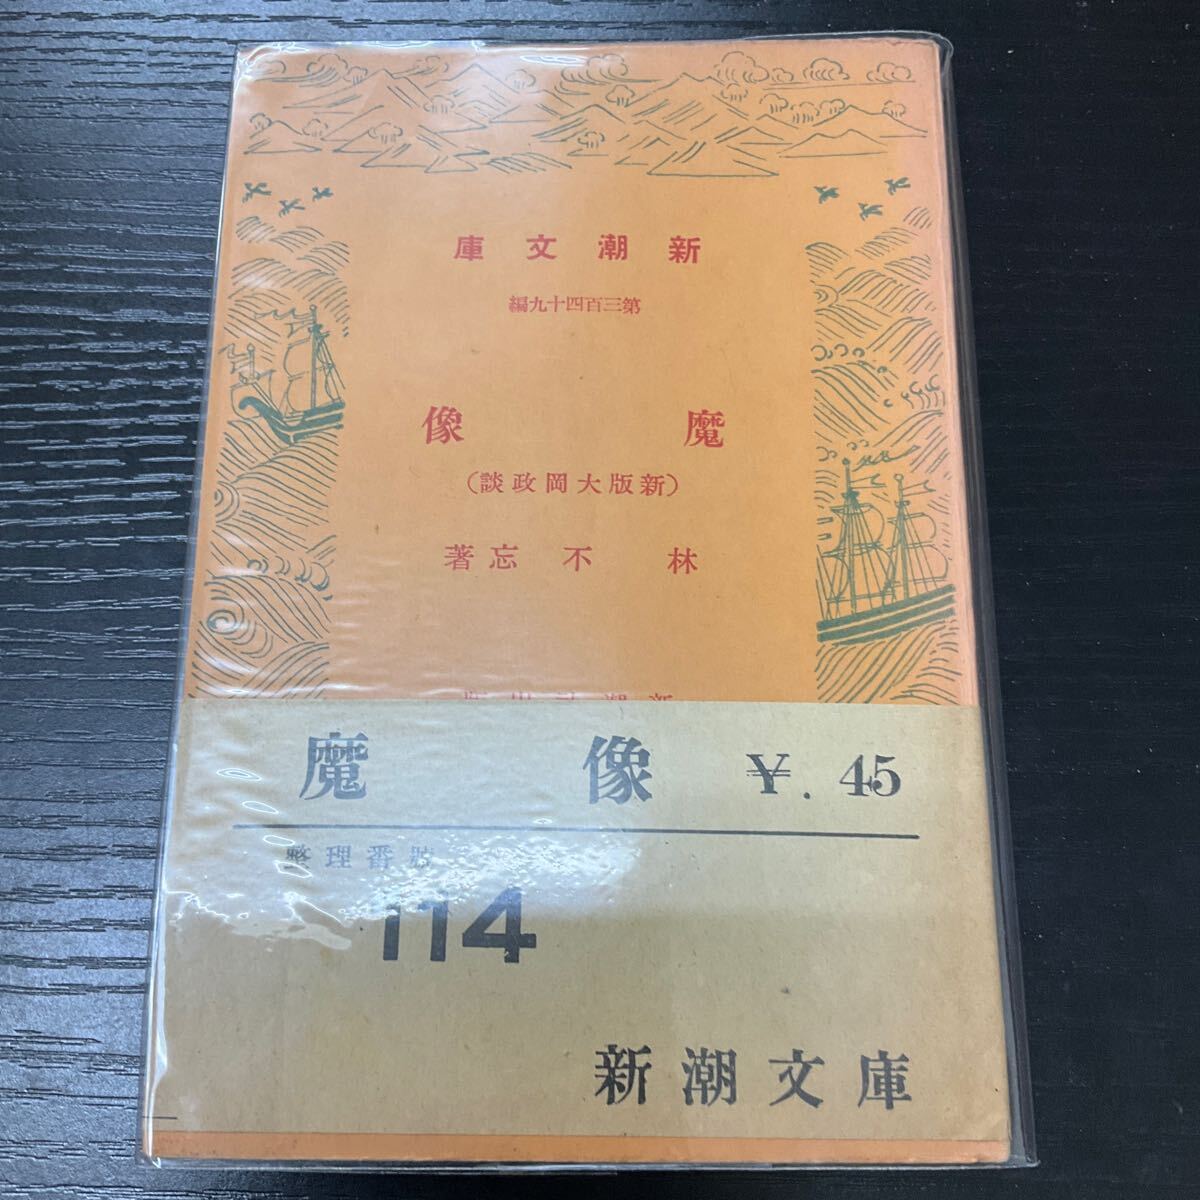 新潮文庫
第三百四十九編
魔像
(新版大岡政談)
林不忘著
魔像 ¥.45
整理番號
114
新潮文庫